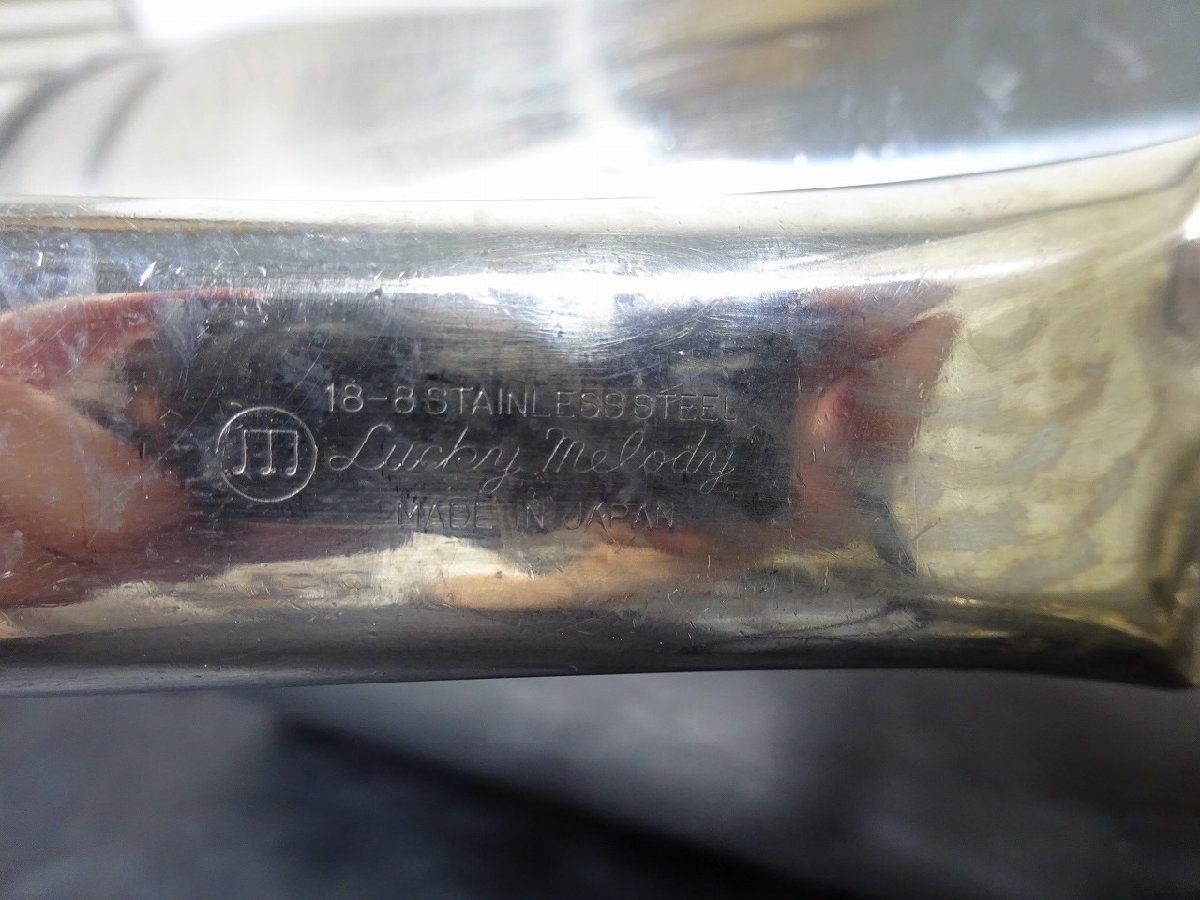 18-8 STAINLESS STEEL
Lucky Melody
MADE IN JAPAN